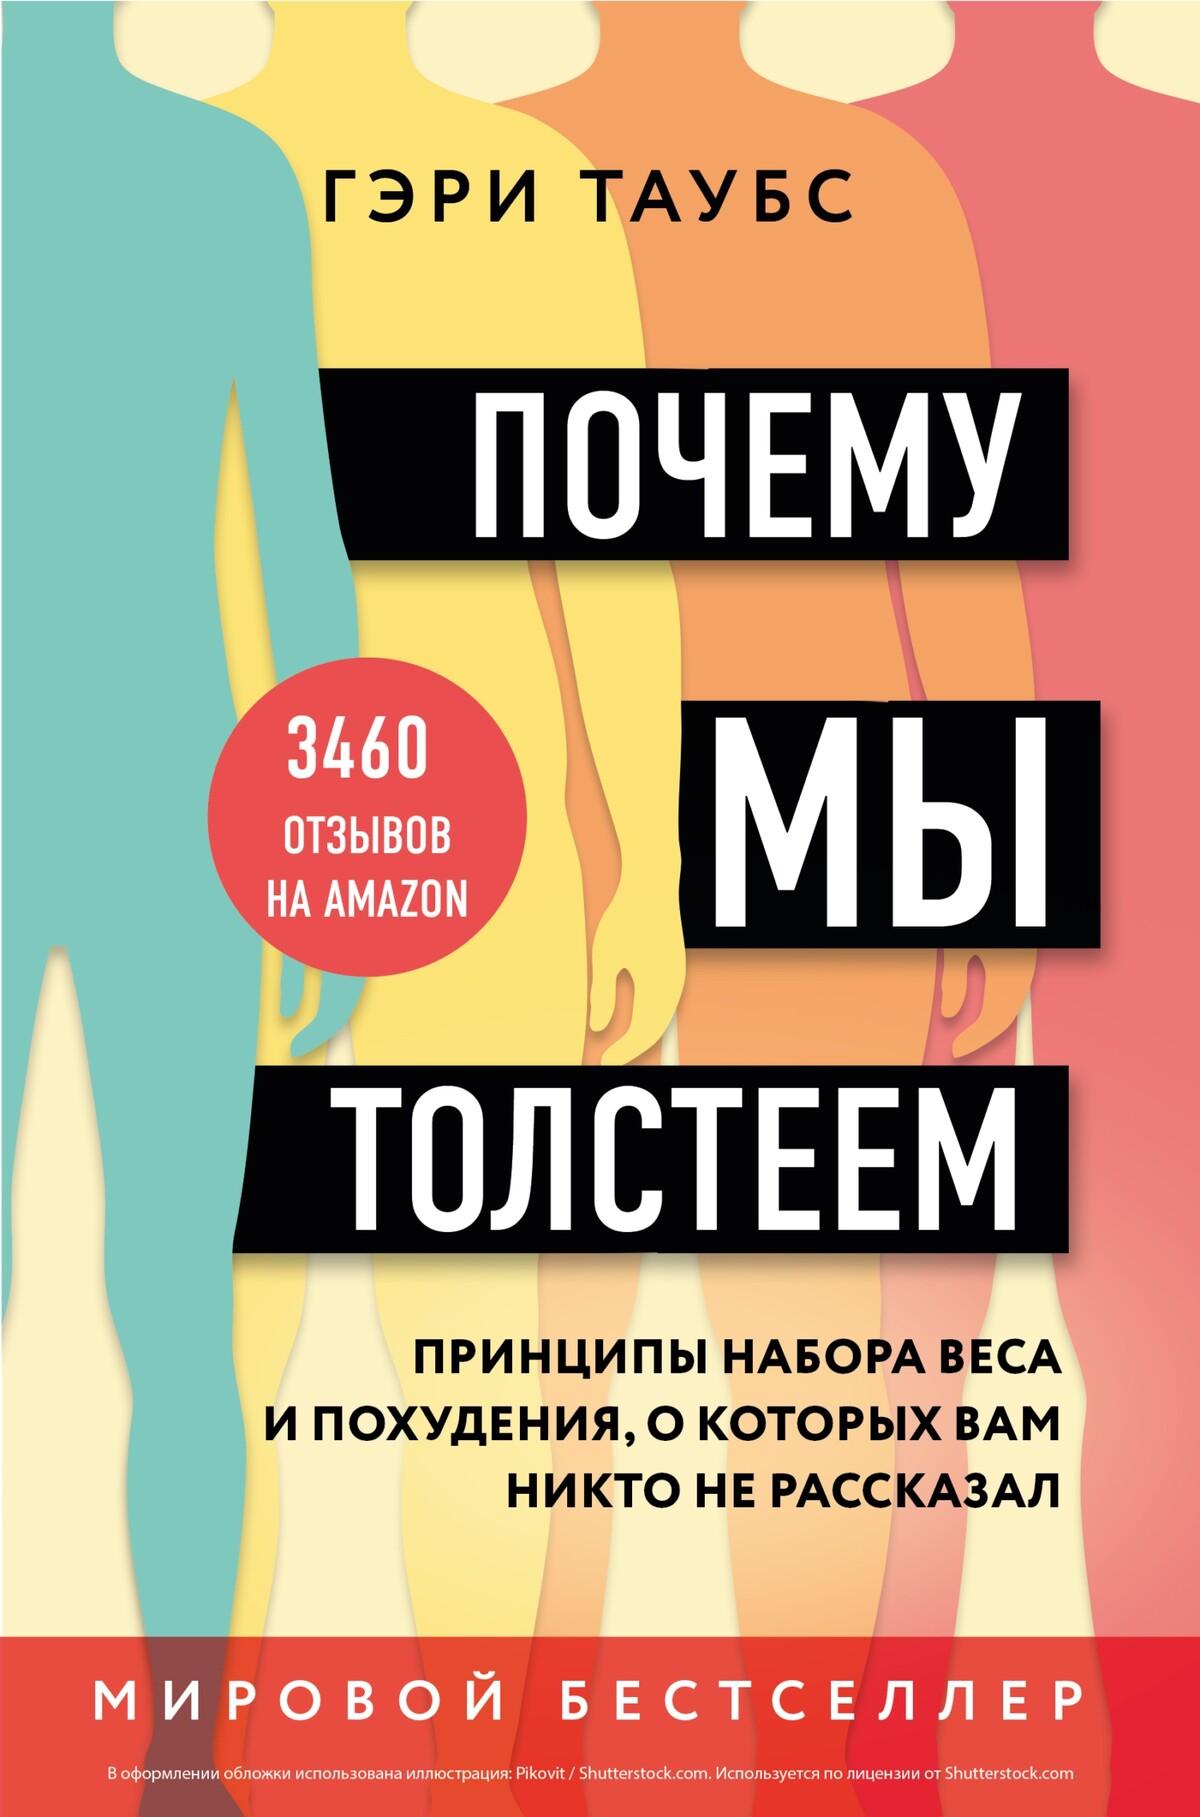 ГЭРИ ТАУБС
ПОЧЕМУ
МЫ
ТОЛСТЕЕМ
3460
ОТЗЫВОВ
НА AMAZON
ПРИНЦИПЫ НАБОРА ВЕСА
И ПОХУДЕНИЯ, О КОТОРЫХ ВАМ
НИКТО НЕ РАССКАЗАЛ
МИРОВОЙ БЕСТСЕЛЛЕР
В оформлении обложки использована иллюстрация: Pikovit / Shutterstock.com. Используется по лицензии от Shutterstock.com